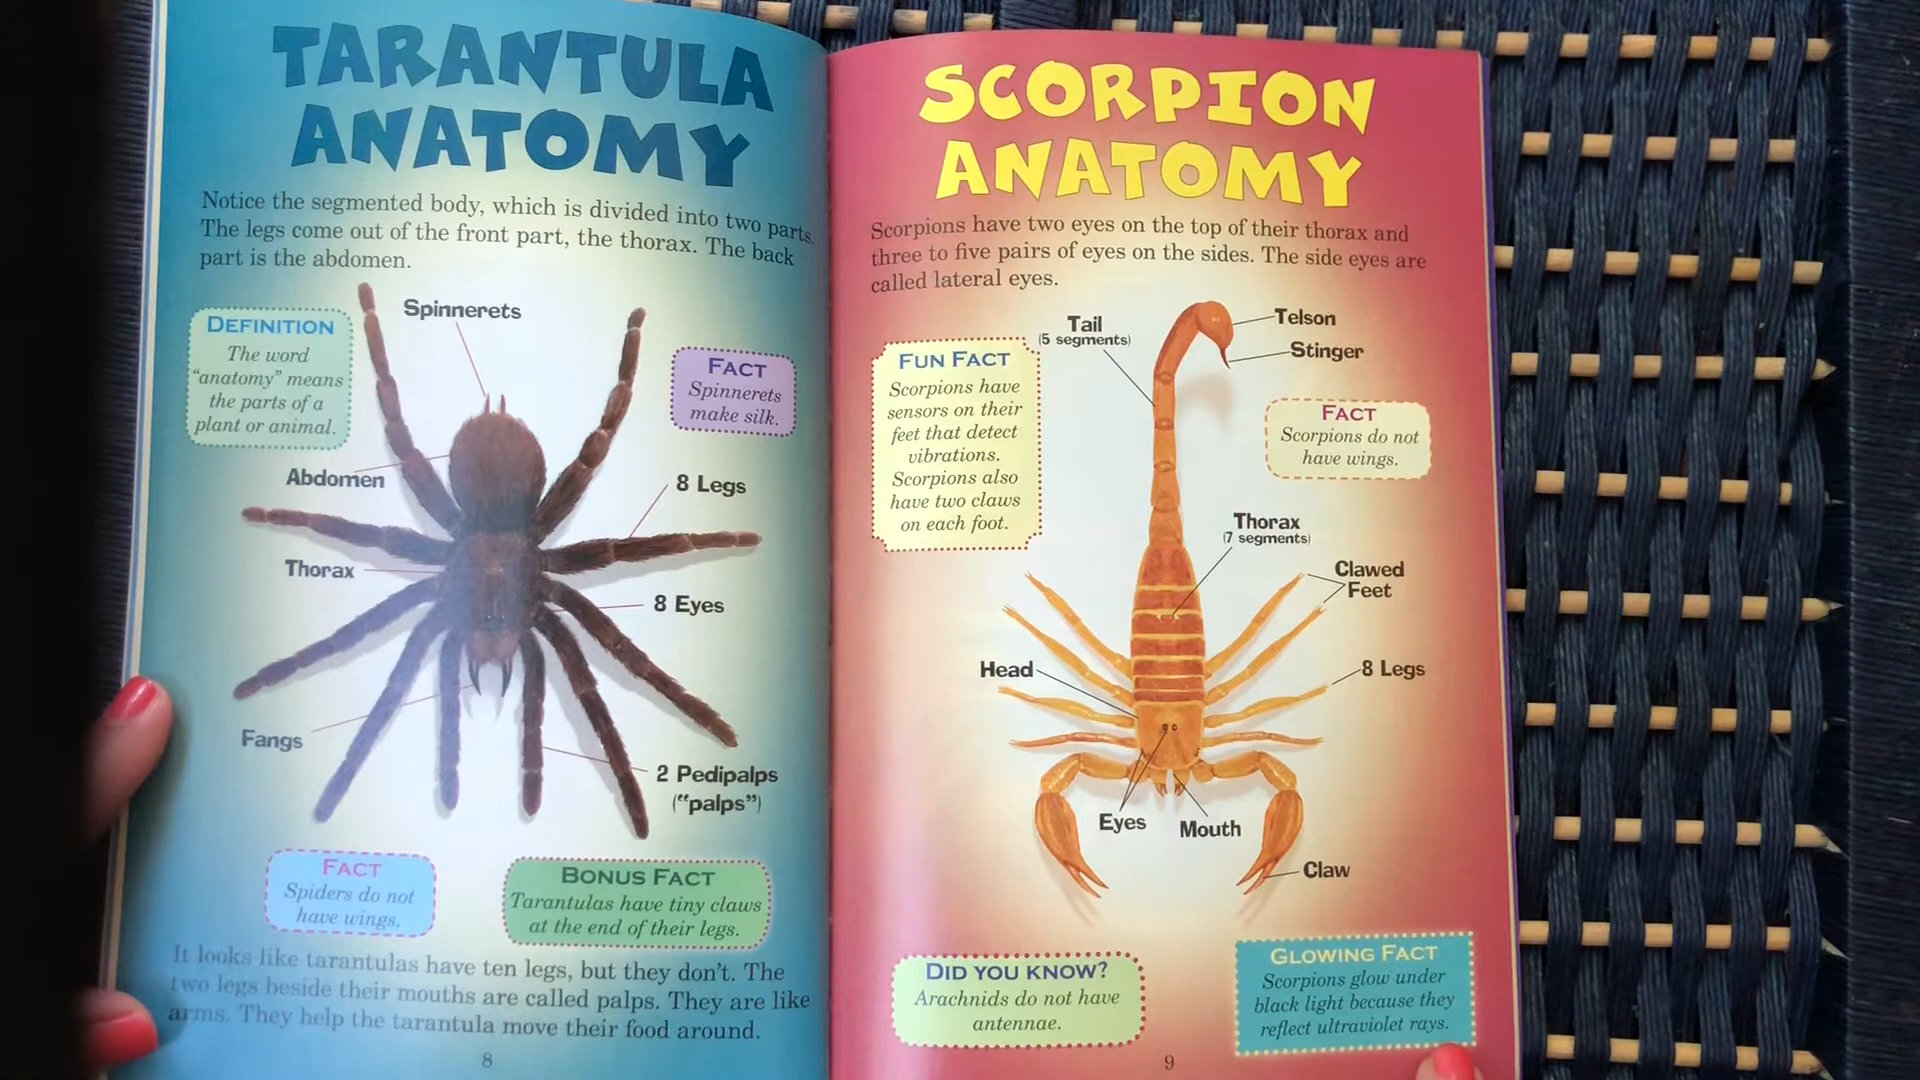 TARANTULA
ANATOMY
Notice the segmented body, which is divided into two parts.
The legs come out of the front part, the thorax. The back
part is the abdomen.
Spinnerets
DEFINITION
The word
“anatomy” means
the parts of a
plant or animal.
FACT
Spinnerets
make silk.
Abdomen
8 Legs
Thorax
8 Eyes
Fangs
2 Pedipalps
(“palps”)
FACT
Spiders do not
have wings.
BONUS FACT
Tarantulas have tiny claws
at the end of their legs.
It looks like tarantulas have ten legs, but they don’t. The
two legs beside their mouths are called palps. They are like
arms. They help the tarantula move their food around.
8
SCORPION
ANATOMY
Scorpions have two eyes on the top of their thorax and
three to five pairs of eyes on the sides. The side eyes are
called lateral eyes.
Tail
(5 segments)
Telson
Stinger
FUN FACT
Scorpions have
sensors on their
feet that detect
vibrations.
Scorpions also
have two claws
on each foot.
FACT
Scorpions do not
have wings.
Thorax
(7 segments)
Clawed
Feet
Head
8 Legs
Eyes
Mouth
Claw
DID YOU KNOW?
Arachnids do not have
antennae.
GLOWING FACT
Scorpions glow under
black light because they
reflect ultraviolet rays.
9